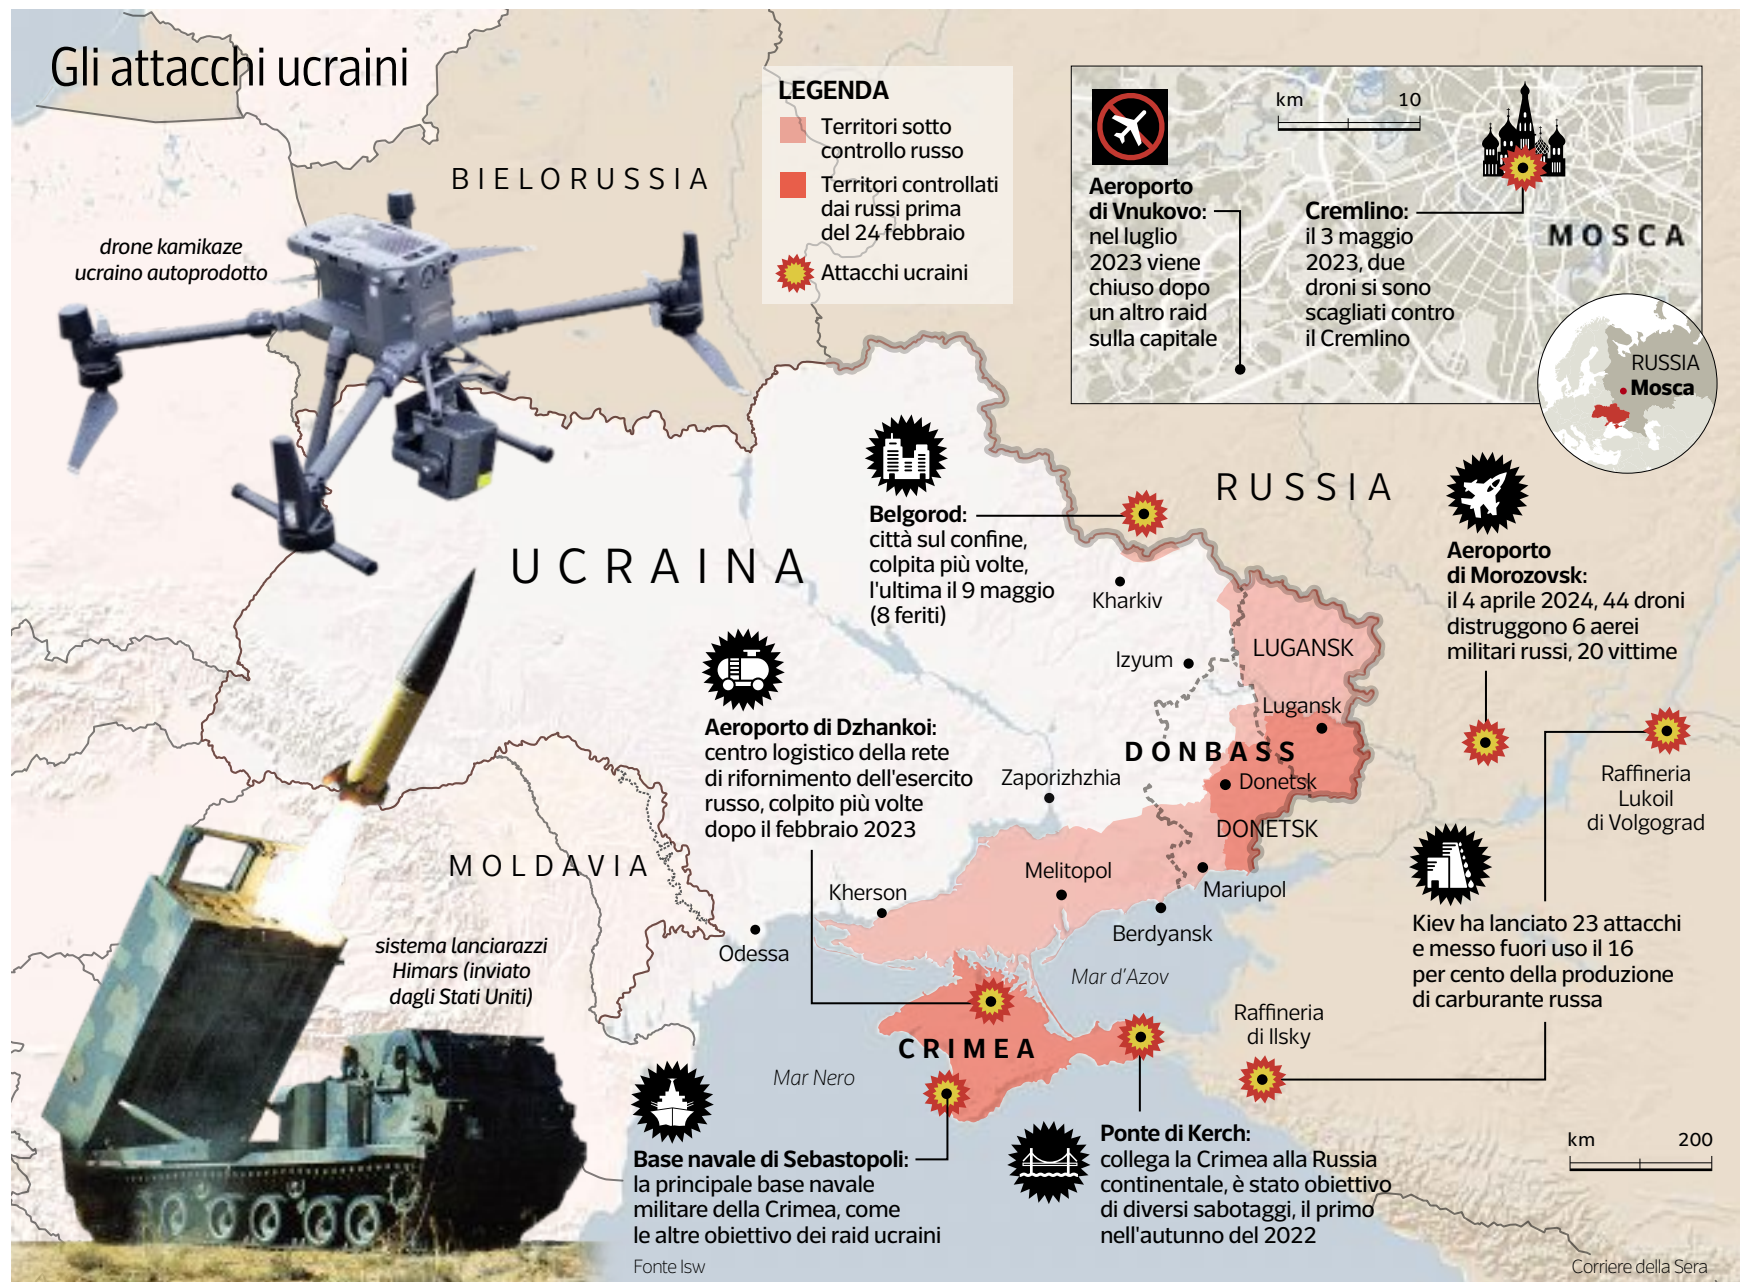 Gli attacchi ucraini
LEGENDA
Territori sotto
controllo russo
Territori controllati
dai russi prima
del 24 febbraio
Attacchi ucraini
BIELORUSSIA
drone kamikaze
ucraino autoprodotto
km 10
Aeroporto
di Vnukovo:
nel luglio
2023 viene
chiuso dopo
un altro raid
sulla capitale
Cremlino:
il 3 maggio
2023, due
droni si sono
scagliati contro
il Cremlino
MOSCA
RUSSIA
Mosca
RUSSIA
UCRAINA
Belgorod:
città sul confine,
colpita più volte,
l'ultima il 9 maggio
(8 feriti)
Kharkiv
Izyum
LUGANSK
Lugansk
DONBASS
Donetsk
DONETSK
Zaporizhzhia
Melitopol
Mariupol
Kherson
Berdyansk
Odessa
Mar d'Azov
Aeroporto
di Morozovsk:
il 4 aprile 2024, 44 droni
distruggono 6 aerei
militari russi, 20 vittime
Raffineria
Lukoil
di Volgograd
Kiev ha lanciato 23 attacchi
e messo fuori uso il 16
per cento della produzione
di carburante russa
Raffineria
di Ilsky
Aeroporto di Dzhankoi:
centro logistico della rete
di rifornimento dell'esercito
russo, colpito più volte
dopo il febbraio 2023
MOLDAVIA
sistema lanciarazzi
Himars (inviato
dagli Stati Uniti)
CRIMEA
Mar Nero
Base navale di Sebastopoli:
la principale base navale
militare della Crimea, come
le altre obiettivo dei raid ucraini
Ponte di Kerch:
collega la Crimea alla Russia
continentale, è stato obiettivo
di diversi sabotaggi, il primo
nell'autunno del 2022
km 200
Fonte Isw
Corriere della Sera